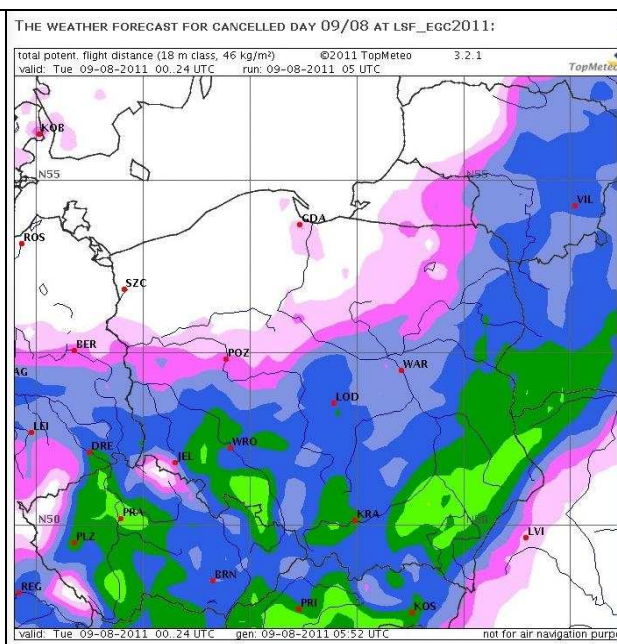 THE WEATHER FORECAST FOR CANCELLED DAY 09/08 AT LSF_EGC2011:
total potent. flight distance (18 m class, 46 kg/m²) ©2011 TopMeteo 3.2.1
valid: Tue 09-08-2011 00..24 UTC run: 09-08-2011 05 UTC TopMeteo
KOB
N55 55
VIL
GDA
ROS
SZC
BER
POZ
WAR
AG
LOD
LEI
DRE
JEL
WRO
PRA
N50
KRA
LVI
PLZ
REG
BRN
PRI
KOS
valid: Tue 09-08-2011 00..24 UTC gen: 09-08-2011 05:52 UTC not for air navigation purpo